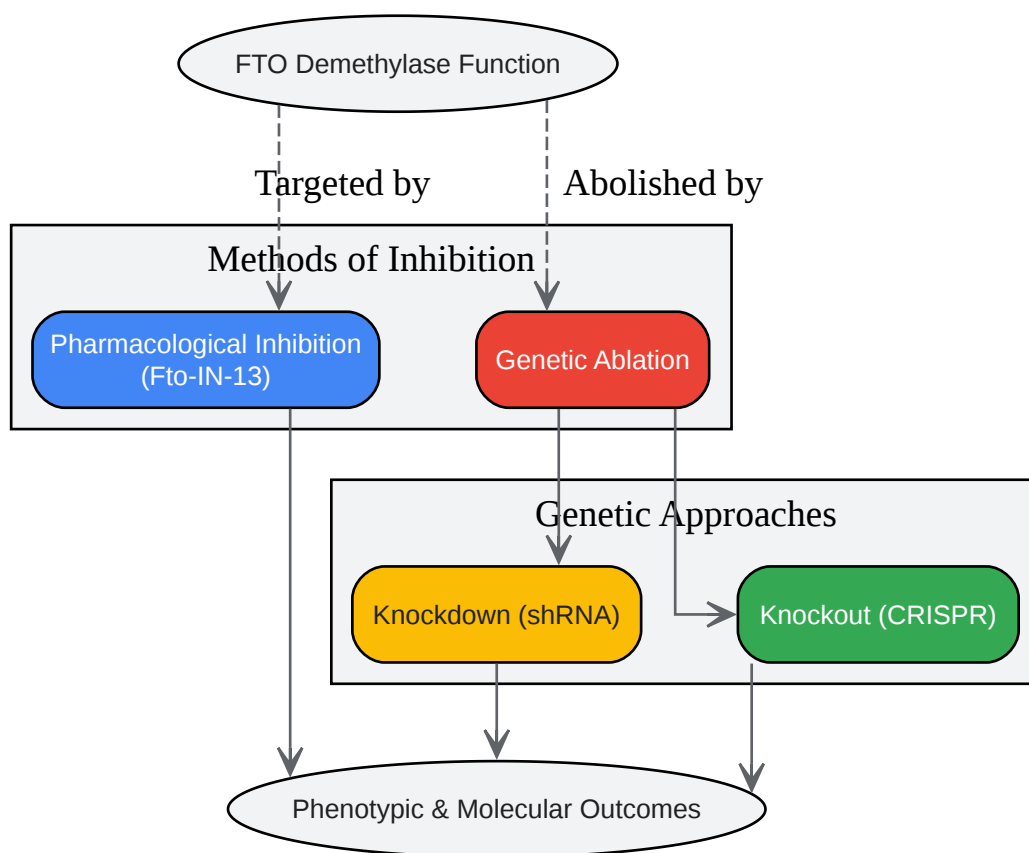 FTO Demethylase Function
Targeted by
Abolished by
Methods of Inhibition
Pharmacological Inhibition
(Fto-IN-13)
Genetic Ablation
Genetic Approaches
Knockdown (shRNA)
Knockout (CRISPR)
Phenotypic & Molecular Outcomes